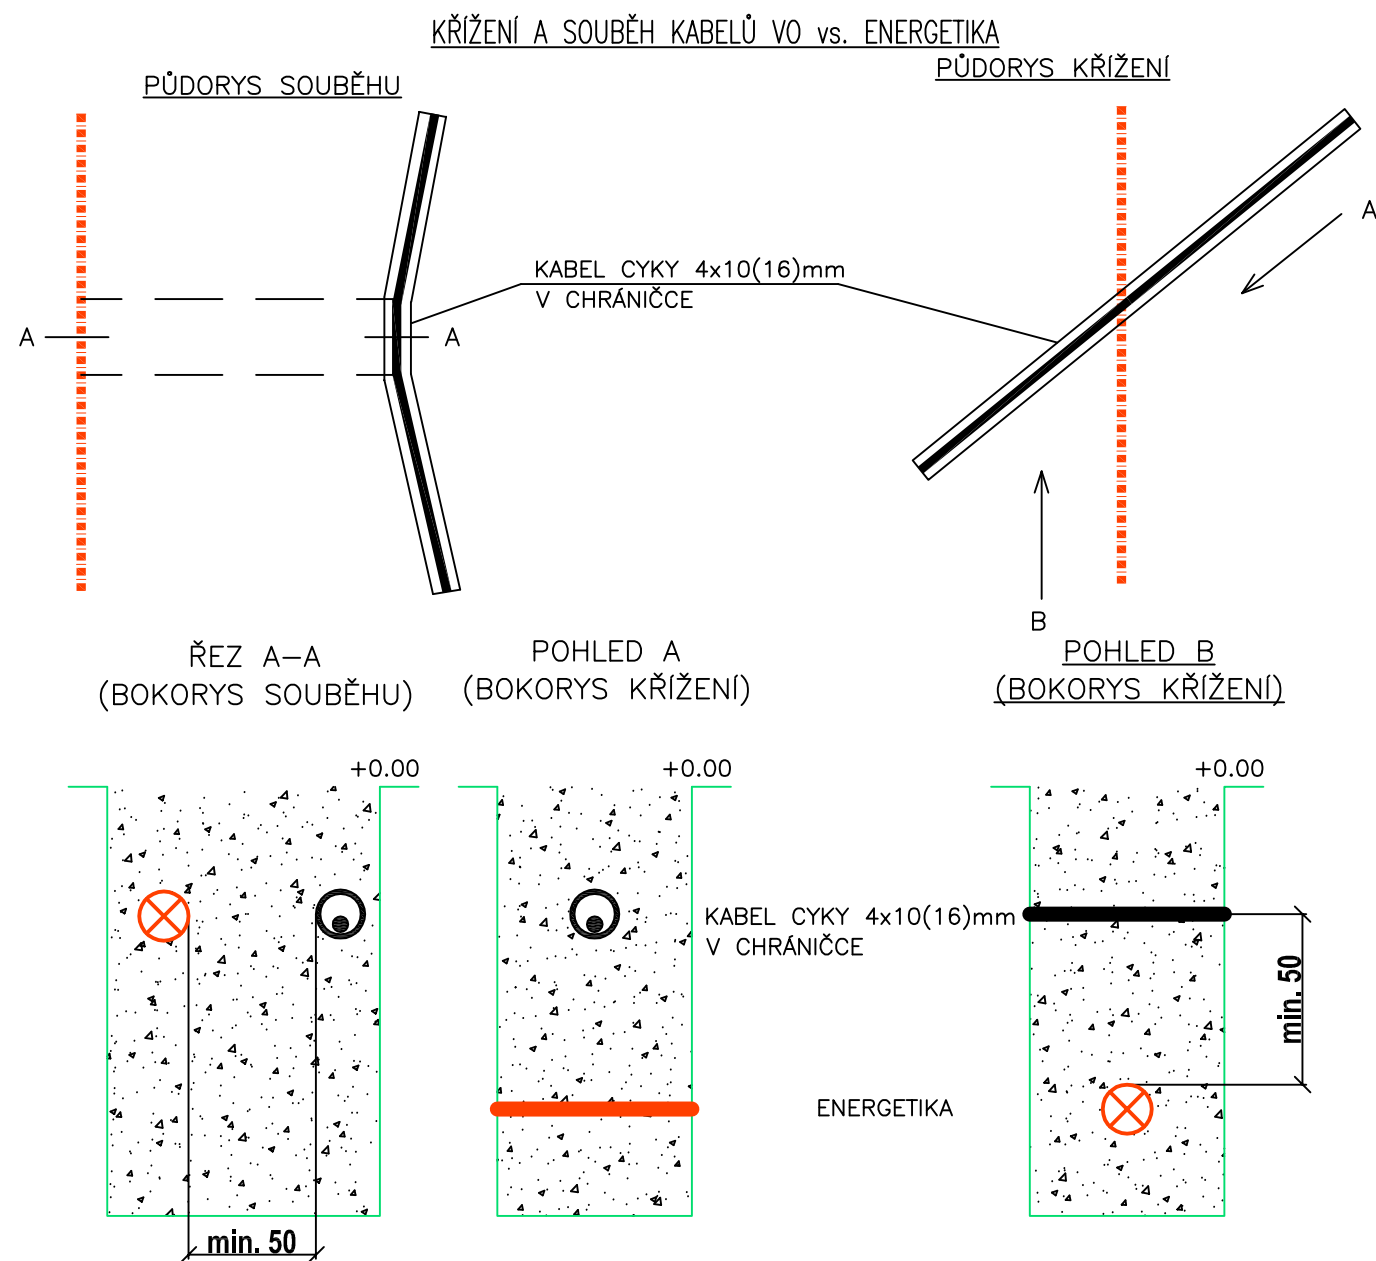 KŘÍŽENÍ A SOUBĚH KABELŮ VO vs. ENERGETIKA
PŮDORYS SOUBĚHU
PŮDORYS KŘÍŽENÍ
A
KABEL CYKY 4x10(16)mm
V CHRÁNIČCE
A
A
B
ŘEZ A-A
(BOKORYS SOUBĚHU)
POHLED A
(BOKORYS KŘÍŽENÍ)
POHLED B
(BOKORYS KŘÍŽENÍ)
+0.00
+0.00
+0.00
KABEL CYKY 4x10(16)mm
V CHRÁNIČCE
min. 50
ENERGETIKA
min. 50